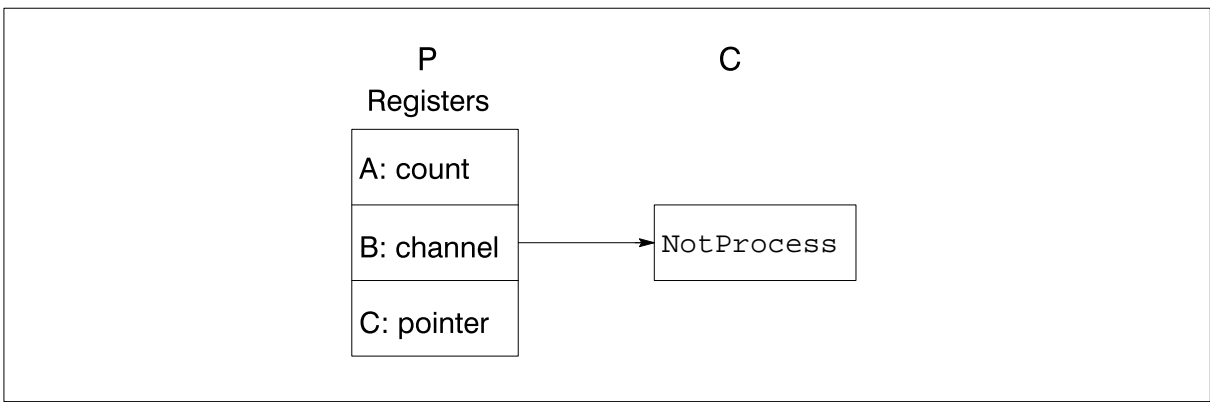 P
C
Registers
A: count
B: channel
NotProcess
C: pointer